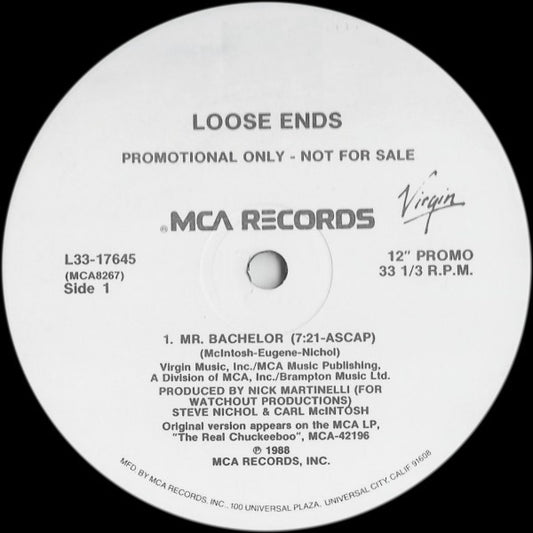 LOOSE ENDS
PROMOTIONAL ONLY - NOT FOR SALE
® MCA RECORDS
Virgin
L33-17645
(MCA8267)
Side 1
12" PROMO
33 1/3 R.P.M.
1. MR. BACHELOR (7:21-ASCAP)
(McIntosh-Eugene-Nichol)
Virgin Music, Inc./MCA Music Publishing,
A Division of MCA, Inc./Brampton Music Ltd.
PRODUCED BY NICK MARTINELLI (FOR
WATCHOUT PRODUCTIONS)
STEVE NICHOL & CARL McINTOSH
Original version appears on the MCA LP,
"The Real Chuckeeboo", MCA-42196
℗ 1988
MCA RECORDS, INC.
MFD. BY MCA RECORDS, INC., 100 UNIVERSAL PLAZA, UNIVERSAL CITY, CALIF 91608